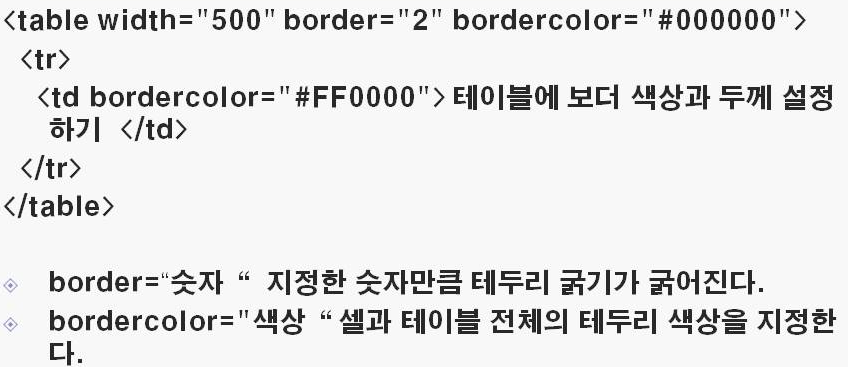 <table width="500" border="2" bordercolor="#000000">
<tr>
<td bordercolor="#FF0000"> 테이블에 보더 색상과 두께 설정
하기 </td>
</tr>
</table>
border=“숫자 “ 지정한 숫자만큼 테두리 굵기가 굵어진다.
bordercolor="색상 “ 셀과 테이블 전체의 테두리 색상을 지정한
다.